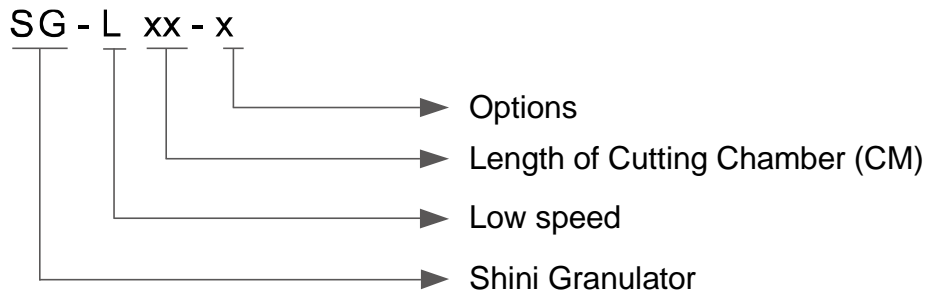 SG - L xx - x
Options
Length of Cutting Chamber (CM)
Low speed
Shini Granulator